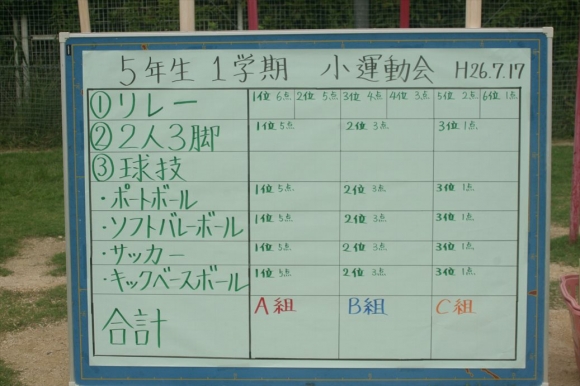 5年生 1学期 小運動会 H26.7.17
①リレー 1位 6点 2位 5点 3位 4点 4位 3点 5位 2点 6位 1点
②2人3脚 1位 5点 2位 3点 3位 1点
③球技
・ポートボール 1位 5点 2位 3点 3位 1点
・ソフトバレーボール 1位 5点 2位 3点 3位 1点
・サッカー 1位 5点 2位 3点 3位 1点
・キックベースボール 1位 5点 2位 3点 3位 1点
合計 A組 B組 C組